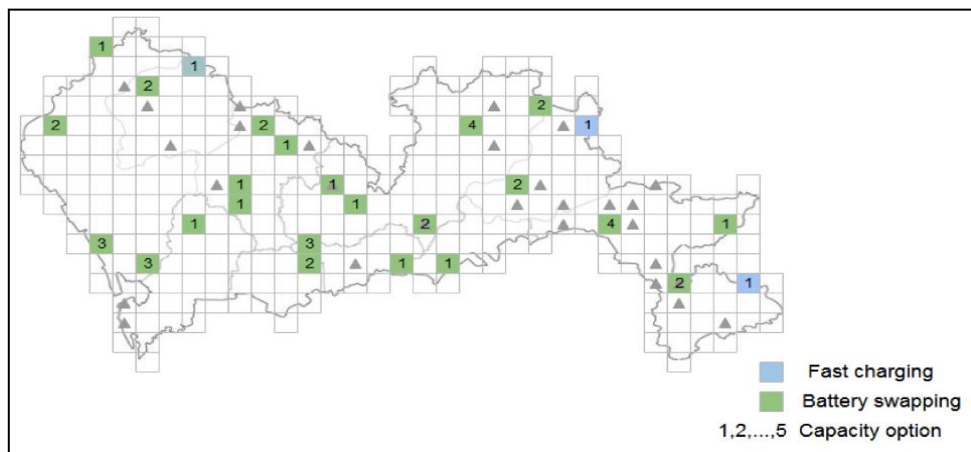 1
1
2
2
2 2 4 1
1
1 1 2
1 1
1 2 4 1
3 3
3 2 1 1
2 1
Fast charging
Battery swapping
1,2,...,5 Capacity option